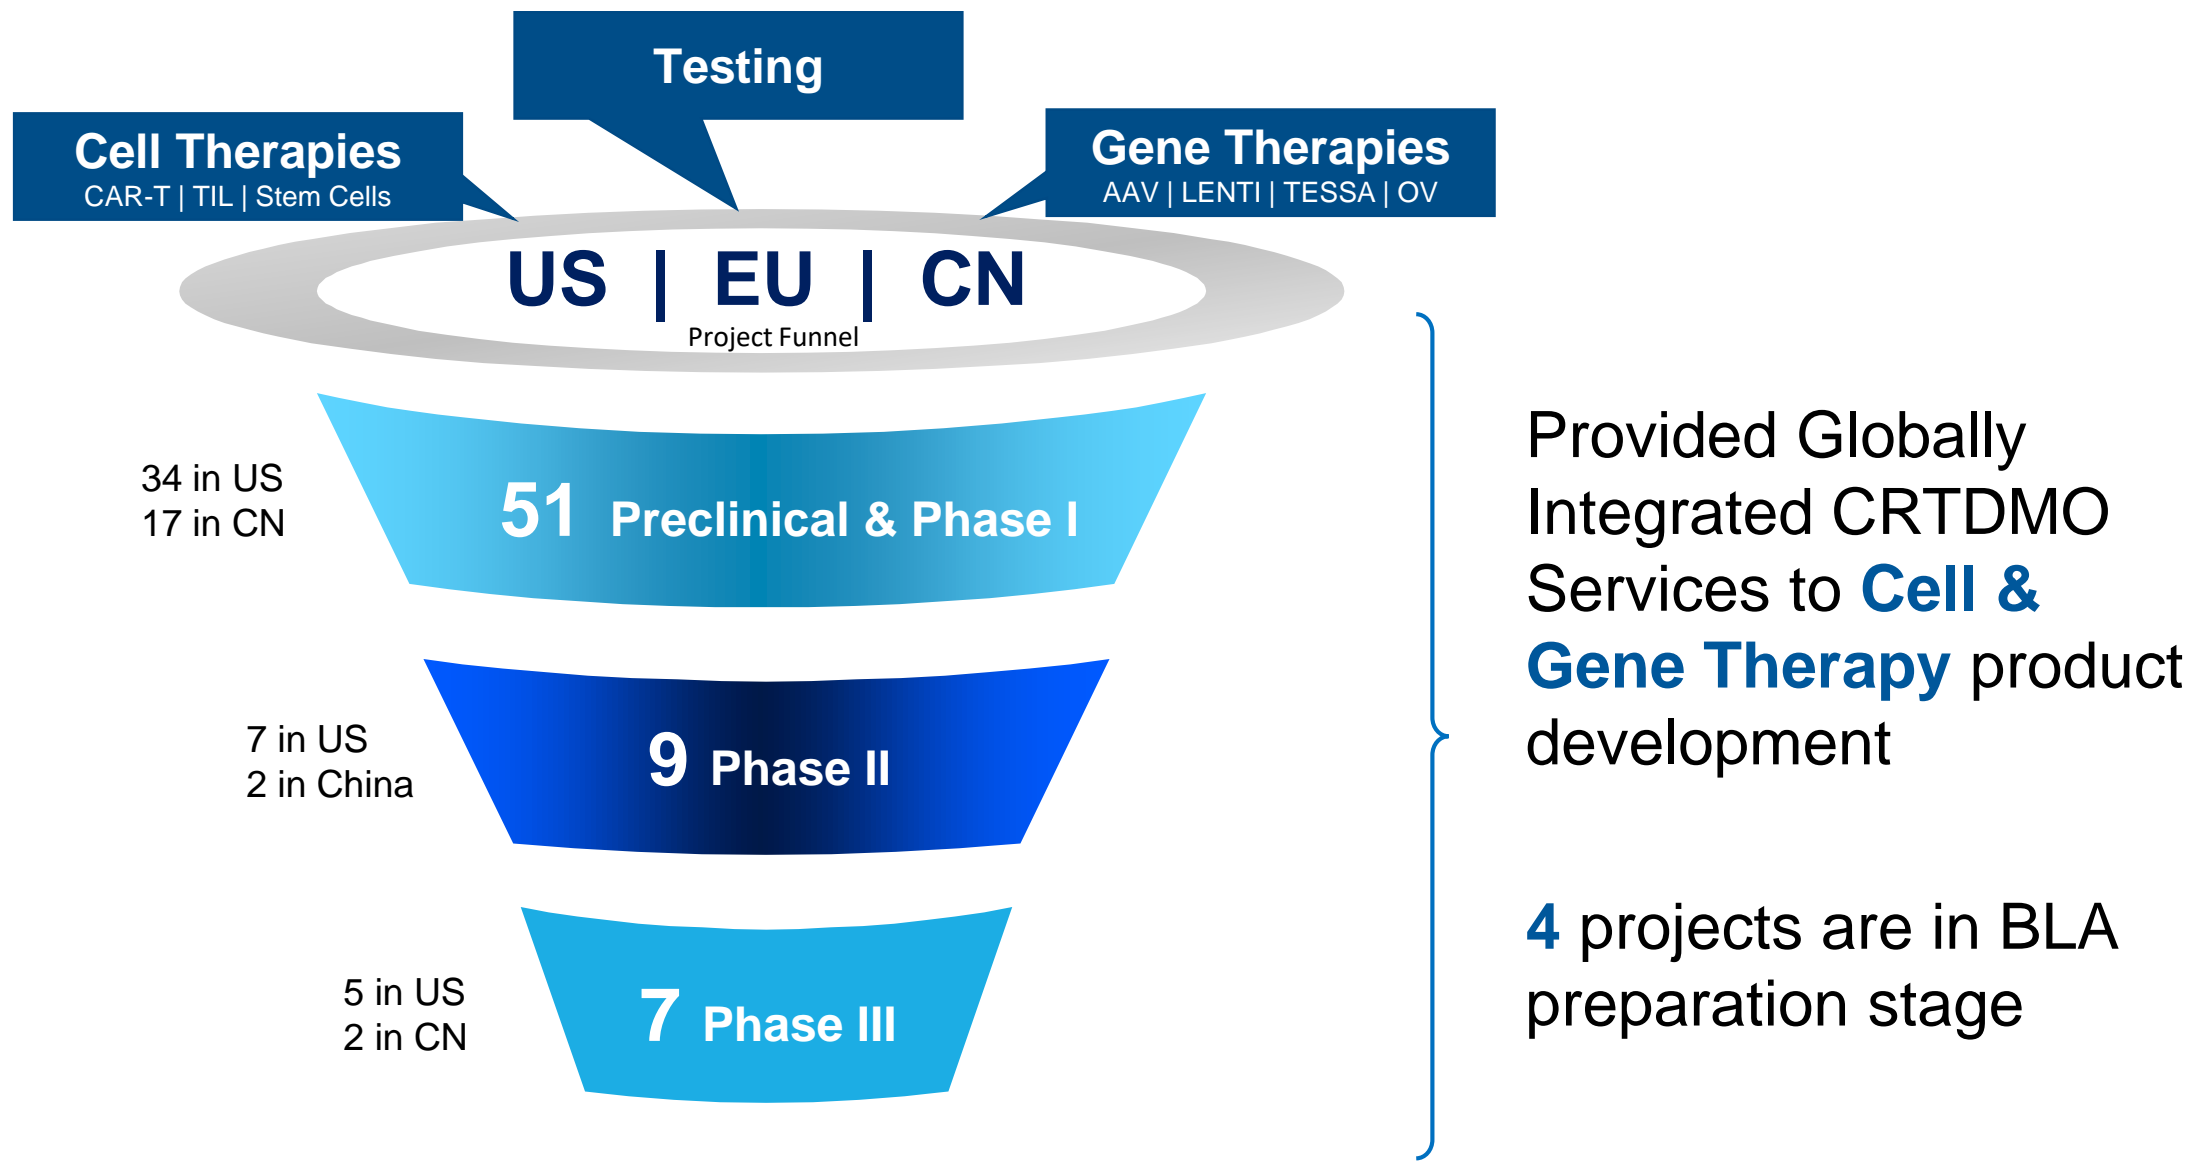 Testing
Cell Therapies
CAR-T | TIL | Stem Cells
Gene Therapies
AAV | LENTI | TESSA | OV
US | EU | CN
Project Funnel
34 in US
17 in CN
51 Preclinical & Phase I
7 in US
2 in China
9 Phase II
5 in US
2 in CN
7 Phase III
Provided Globally
Integrated CRTDMO
Services to Cell &
Gene Therapy product
development
4 projects are in BLA
preparation stage